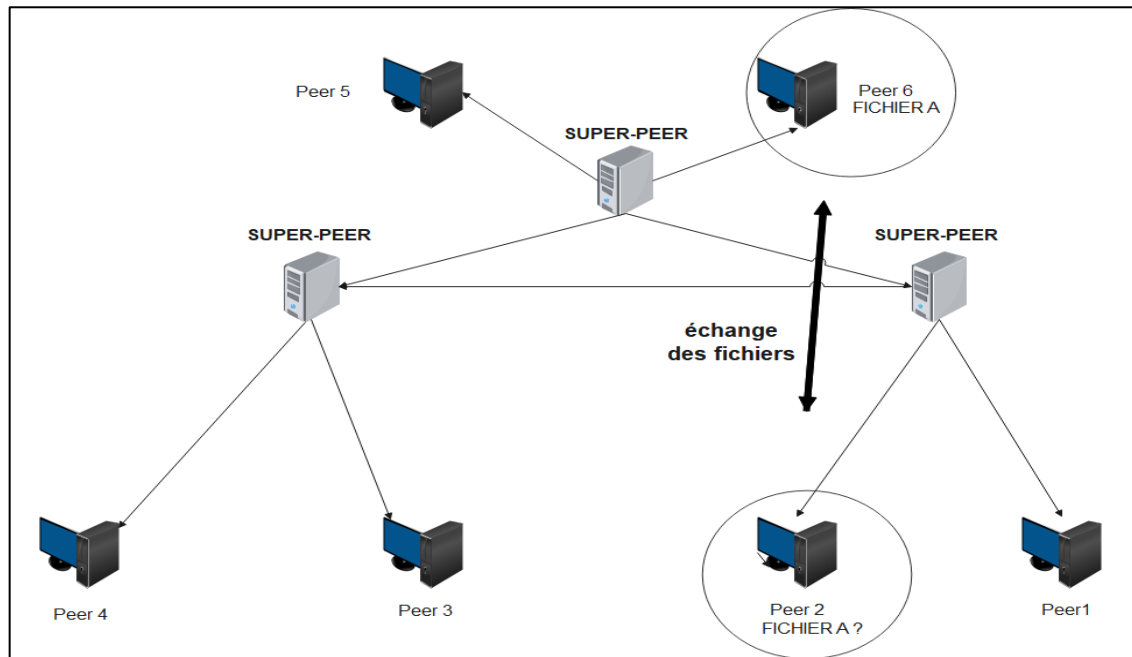 Peer 5
Peer 6
FICHIER A
SUPER-PEER
SUPER-PEER
SUPER-PEER
échange
des fichiers
Peer 4
Peer 3
Peer 2
FICHIER A ?
Peer1